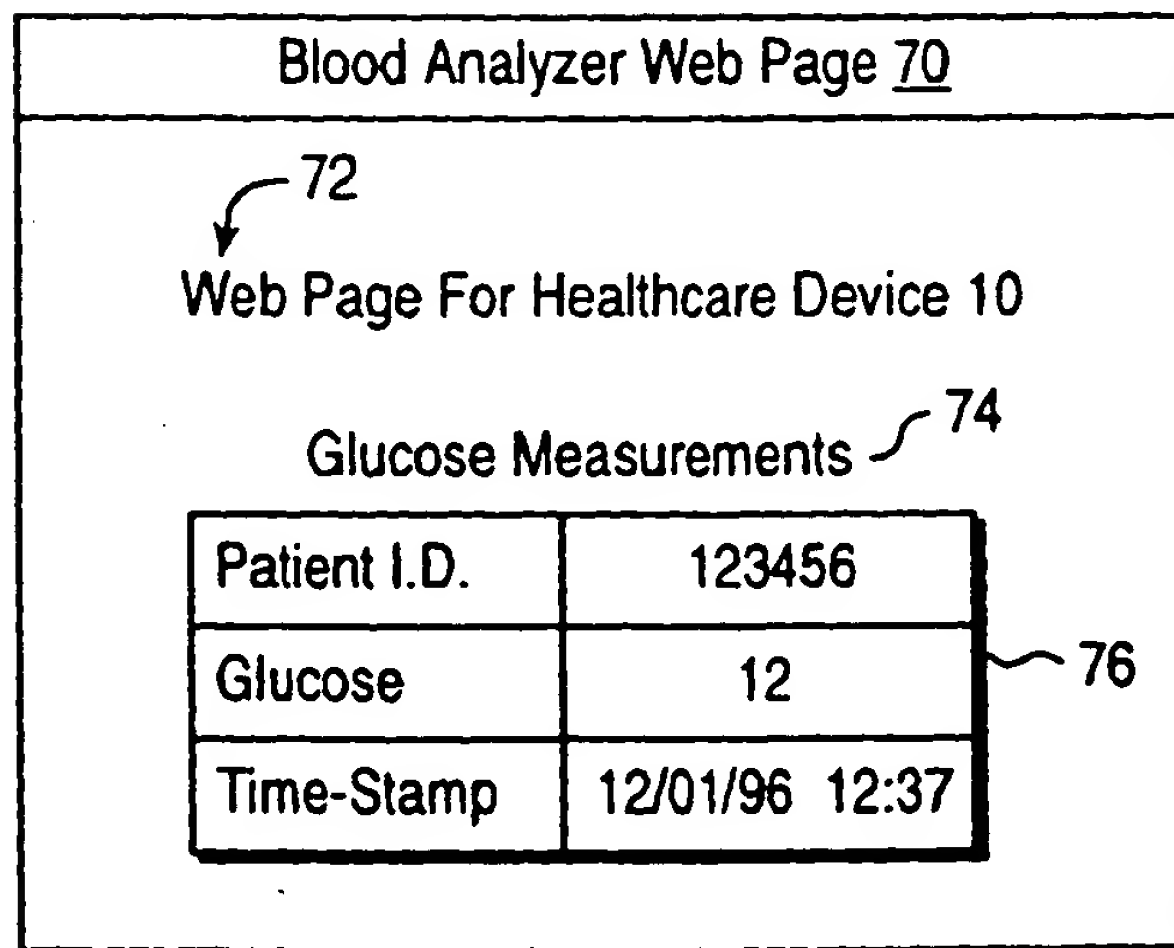 Blood Analyzer Web Page 70
72
Web Page For Healthcare Device 10
74
Glucose Measurements
Patient I.D. 123456
Glucose 12
76
Time-Stamp 12/01/96 12:37